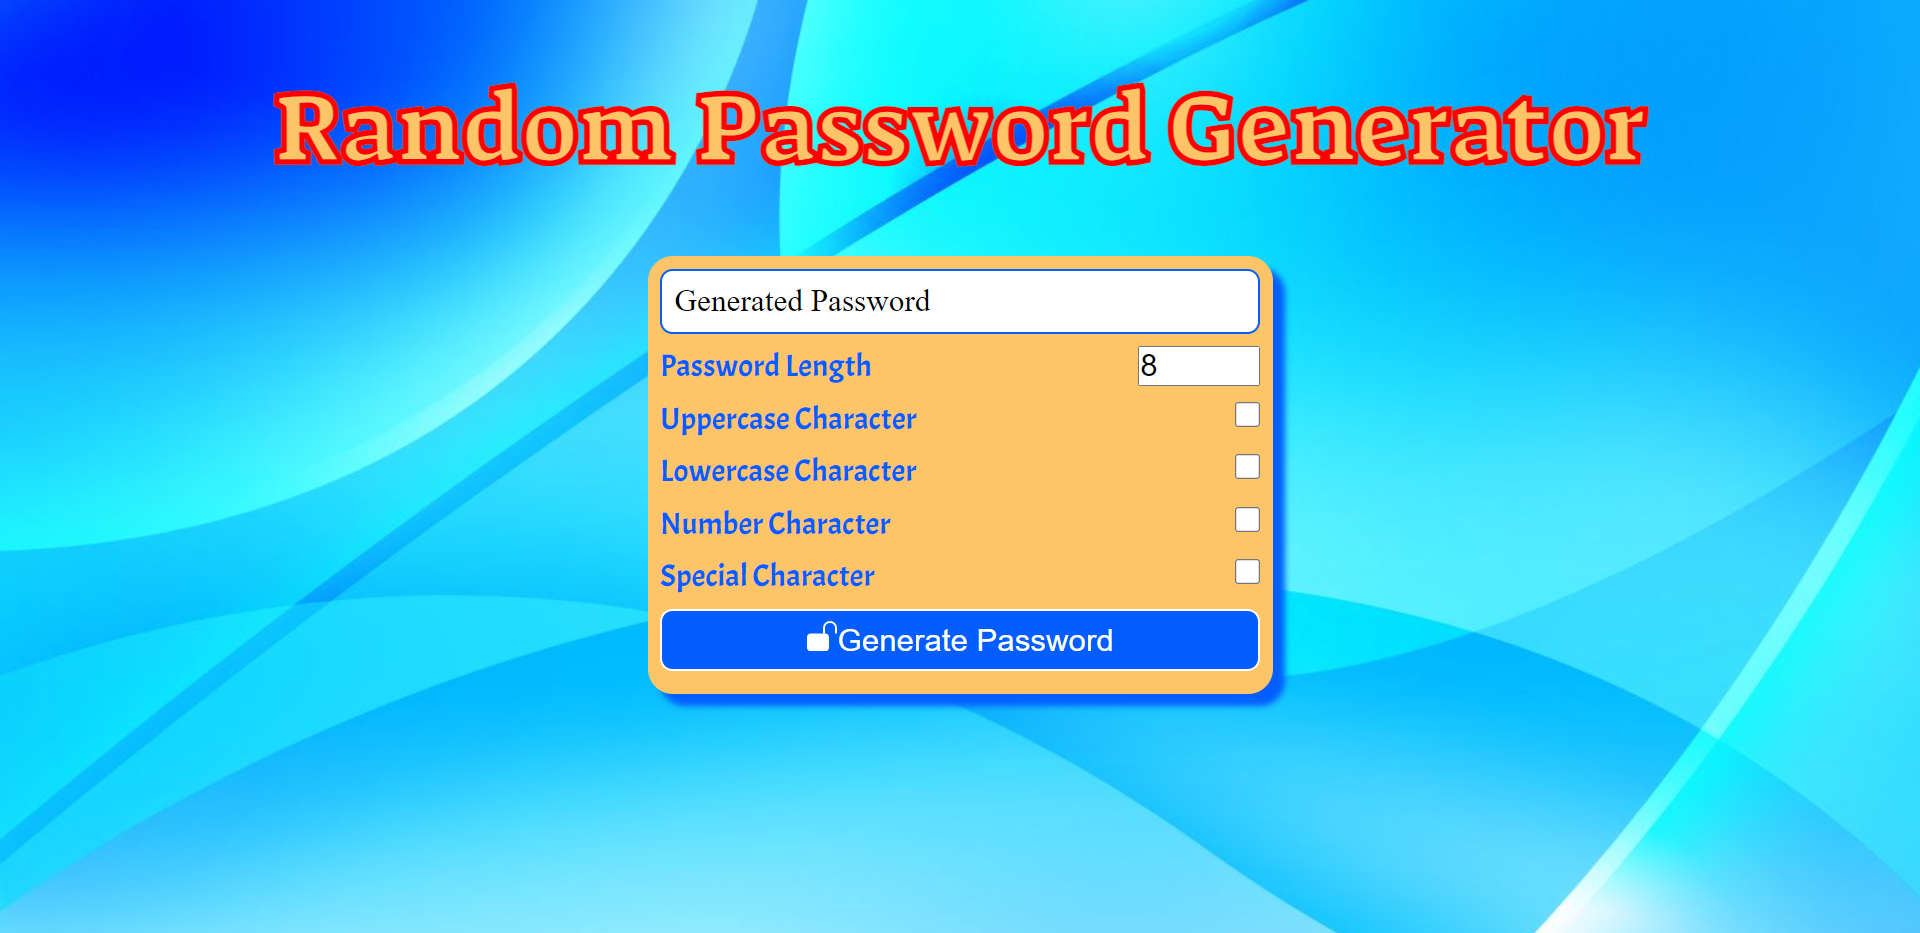 Random Password Generator
Generated Password
Password Length 8
Uppercase Character
Lowercase Character
Number Character
Special Character
Generate Password